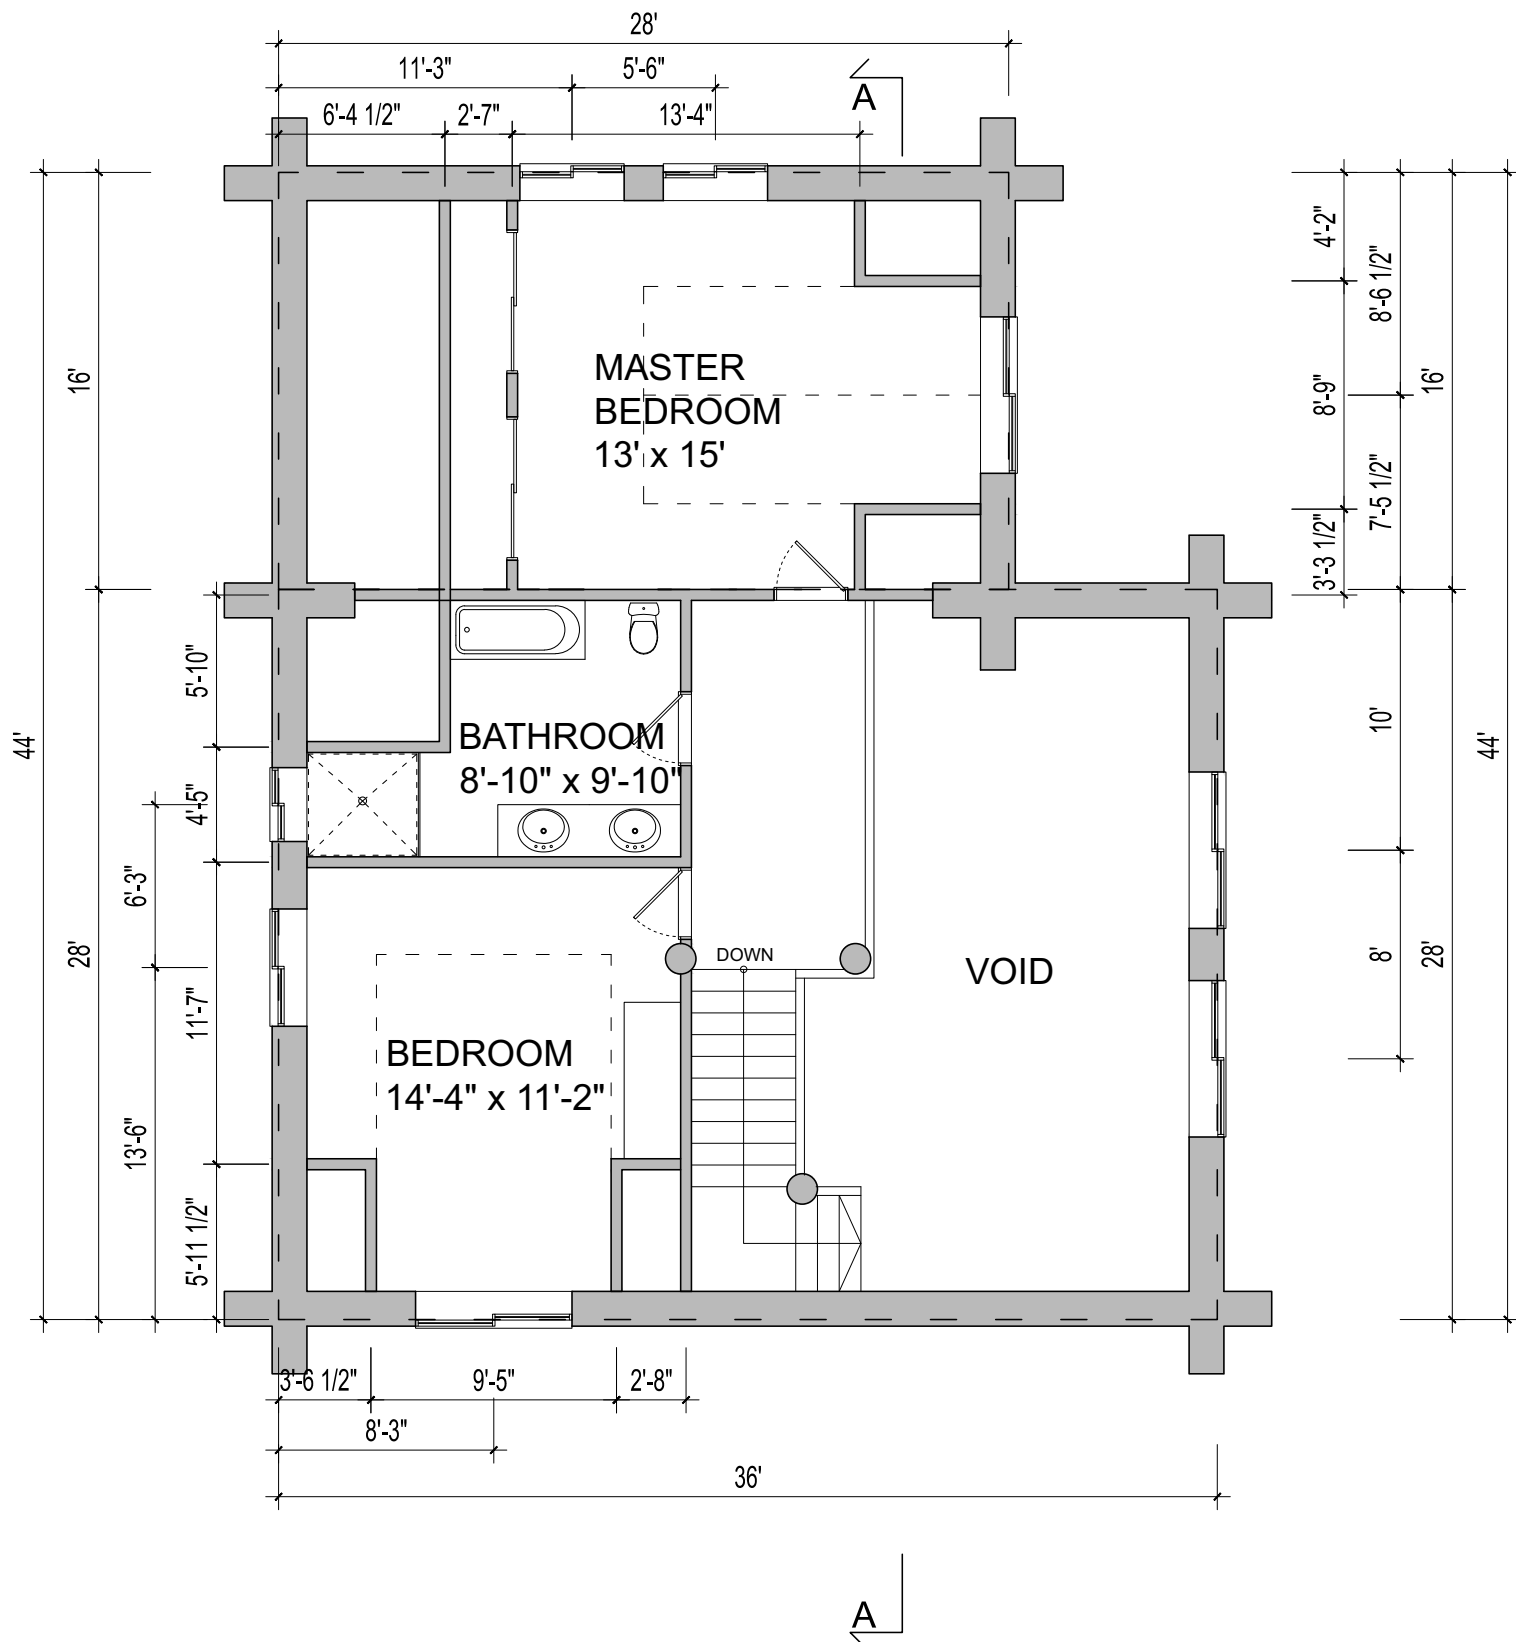 28'
11'-3"
5'-6"
A
6'-4 1/2"
2'-7"
13'-4"
4'-2"
8'-6 1/2"
16'
16'
8'-9"
MASTER
BEDROOM
13' x 15'
7'-5 1/2"
3'-3 1/2"
5'-10"
44'
10'
44'
BATHROOM
8'-10" x 9'-10"
4'-5"
6'-3"
28'
DOWN
VOID
8'
28'
11'-7"
BEDROOM
14'-4" x 11'-2"
13'-6"
5'-11 1/2"
3'-6 1/2"
9'-5"
2'-8"
8'-3"
36'
A